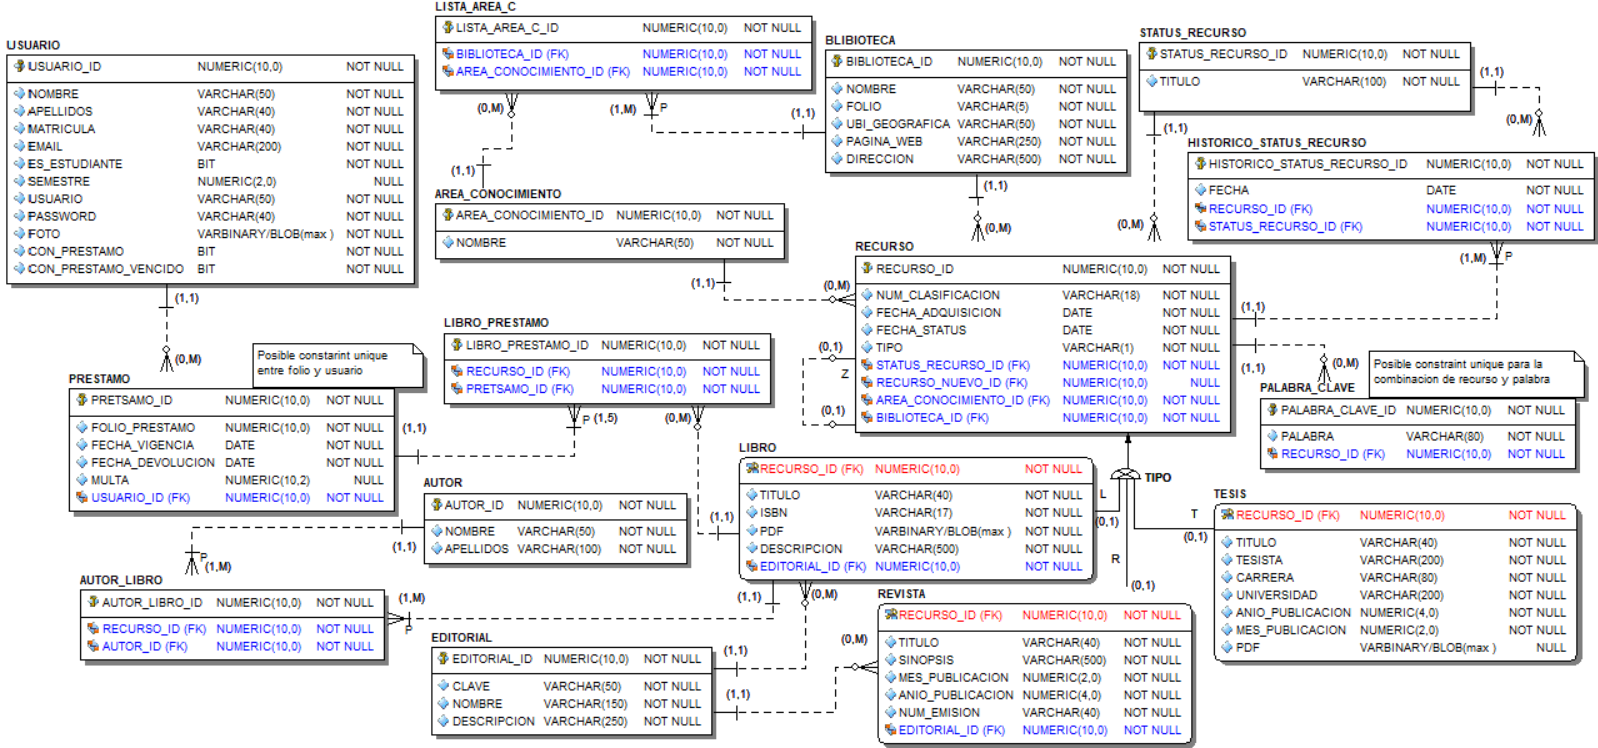 LISTA_AREA_C
LISTA_AREA_C_ID NUMERIC(10,0) NOT NULL
BIBLIOTECA_ID (FK) NUMERIC(10,0) NOT NULL
AREA_CONOCIMIENTO_ID (FK) NUMERIC(10,0) NOT NULL
(0,M)
(1,M)
P
(1,1)
(1,1)
USUARIO
USUARIO_ID NUMERIC(10,0) NOT NULL
NOMBRE VARCHAR(50) NOT NULL
APELLIDOS VARCHAR(40) NOT NULL
MATRICULA VARCHAR(40) NOT NULL
EMAIL VARCHAR(200) NOT NULL
ES_ESTUDIANTE BIT NOT NULL
SEMESTRE NUMERIC(2,0) NULL
USUARIO VARCHAR(50) NOT NULL
PASSWORD VARCHAR(40) NOT NULL
FOTO VARBINARY/BLOB(max ) NOT NULL
CON_PRESTAMO BIT NOT NULL
CON_PRESTAMO_VENCIDO BIT NOT NULL
(1,1)
(0,M)
BLIBIOTECA
BIBLIOTECA_ID NUMERIC(10,0) NOT NULL
NOMBRE VARCHAR(50) NOT NULL
FOLIO VARCHAR(5) NOT NULL
UBI_GEOGRAFICA VARCHAR(50) NOT NULL
PAGINA_WEB VARCHAR(250) NOT NULL
DIRECCION VARCHAR(500) NOT NULL
(1,1)
(0,M)
STATUS_RECURSO
STATUS_RECURSO_ID NUMERIC(10,0) NOT NULL
TITULO VARCHAR(100) NOT NULL
(1,1)
(0,M)
(1,1)
(0,M)
HISTORICO_STATUS_RECURSO
HISTORICO_STATUS_RECURSO_ID NUMERIC(10,0) NOT NULL
FECHA DATE NOT NULL
RECURSO_ID (FK) NUMERIC(10,0) NOT NULL
STATUS_RECURSO_ID (FK) NUMERIC(10,0) NOT NULL
(1,M)
P
AREA_CONOCIMIENTO
AREA_CONOCIMIENTO_ID NUMERIC(10,0) NOT NULL
NOMBRE VARCHAR(50) NOT NULL
(1,1)
(0,M)
RECURSO
RECURSO_ID NUMERIC(10,0) NOT NULL
NUM_CLASIFICACION VARCHAR(18) NOT NULL
FECHA_ADQUISICION DATE NOT NULL
FECHA_STATUS DATE NOT NULL
TIPO VARCHAR(1) NOT NULL
STATUS_RECURSO_ID (FK) NUMERIC(10,0) NOT NULL
RECURSO_NUEVO_ID (FK) NUMERIC(10,0) NULL
AREA_CONOCIMIENTO_ID (FK) NUMERIC(10,0) NOT NULL
BIBLIOTECA_ID (FK) NUMERIC(10,0) NOT NULL
(0,1)
Z
(0,1)
(1,1)
(1,1)
(0,M)
Posible constraint unique para la
combinacion de recurso y palabra
PALABRA_CLAVE
PALABRA_CLAVE_ID NUMERIC(10,0) NOT NULL
PALABRA VARCHAR(80) NOT NULL
RECURSO_ID (FK) NUMERIC(10,0) NOT NULL
LIBRO_PRESTAMO
LIBRO_PRESTAMO_ID NUMERIC(10,0) NOT NULL
RECURSO_ID (FK) NUMERIC(10,0) NOT NULL
PRETSAMO_ID (FK) NUMERIC(10,0) NOT NULL
P (1,5)
(0,M)
Posible constarint unique
entre folio y usuario
PRESTAMO
PRETSAMO_ID NUMERIC(10,0) NOT NULL
FOLIO_PRESTAMO NUMERIC(10,0) NOT NULL
FECHA_VIGENCIA DATE NOT NULL
FECHA_DEVOLUCION DATE NOT NULL
MULTA NUMERIC(10,2) NULL
USUARIO_ID (FK) NUMERIC(10,0) NOT NULL
(1,1)
LIBRO
RECURSO_ID (FK) NUMERIC(10,0) NOT NULL
TITULO VARCHAR(40) NOT NULL
ISBN VARCHAR(17) NOT NULL
PDF VARBINARY/BLOB(max ) NOT NULL
DESCRIPCION VARCHAR(500) NOT NULL
EDITORIAL_ID (FK) NUMERIC(10,0) NOT NULL
(1,1)
(1,1)
(0,M)
TIPO
L
(0,1)
T
(0,1)
R
(0,1)
TESIS
RECURSO_ID (FK) NUMERIC(10,0) NOT NULL
TITULO VARCHAR(40) NOT NULL
TESISTA VARCHAR(200) NOT NULL
CARRERA VARCHAR(80) NOT NULL
UNIVERSIDAD VARCHAR(200) NOT NULL
ANIO_PUBLICACION NUMERIC(4,0) NOT NULL
MES_PUBLICACION NUMERIC(2,0) NOT NULL
PDF VARBINARY/BLOB(max ) NULL
AUTOR
AUTOR_ID NUMERIC(10,0) NOT NULL
NOMBRE VARCHAR(50) NOT NULL
APELLIDOS VARCHAR(100) NOT NULL
(1,1)
P
(1,M)
AUTOR_LIBRO
AUTOR_LIBRO_ID NUMERIC(10,0) NOT NULL
RECURSO_ID (FK) NUMERIC(10,0) NOT NULL
AUTOR_ID (FK) NUMERIC(10,0) NOT NULL
(1,M)
P
EDITORIAL
EDITORIAL_ID NUMERIC(10,0) NOT NULL
CLAVE VARCHAR(50) NOT NULL
NOMBRE VARCHAR(150) NOT NULL
DESCRIPCION VARCHAR(250) NOT NULL
(1,1)
(1,1)
(0,M)
REVISTA
RECURSO_ID (FK) NUMERIC(10,0) NOT NULL
TITULO VARCHAR(40) NOT NULL
SINOPSIS VARCHAR(500) NOT NULL
MES_PUBLICACION NUMERIC(2,0) NOT NULL
ANIO_PUBLICACION NUMERIC(4,0) NOT NULL
NUM_EMISION VARCHAR(40) NOT NULL
EDITORIAL_ID (FK) NUMERIC(10,0) NOT NULL